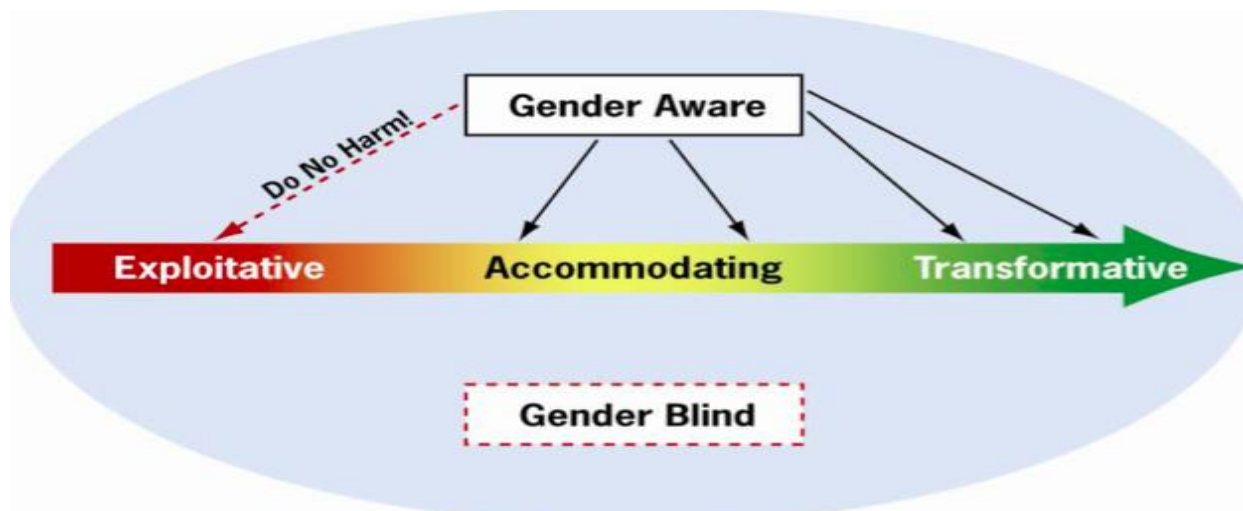 Gender Aware
Do No Harm!
Exploitative
Accommodating
Transformative
Gender Blind